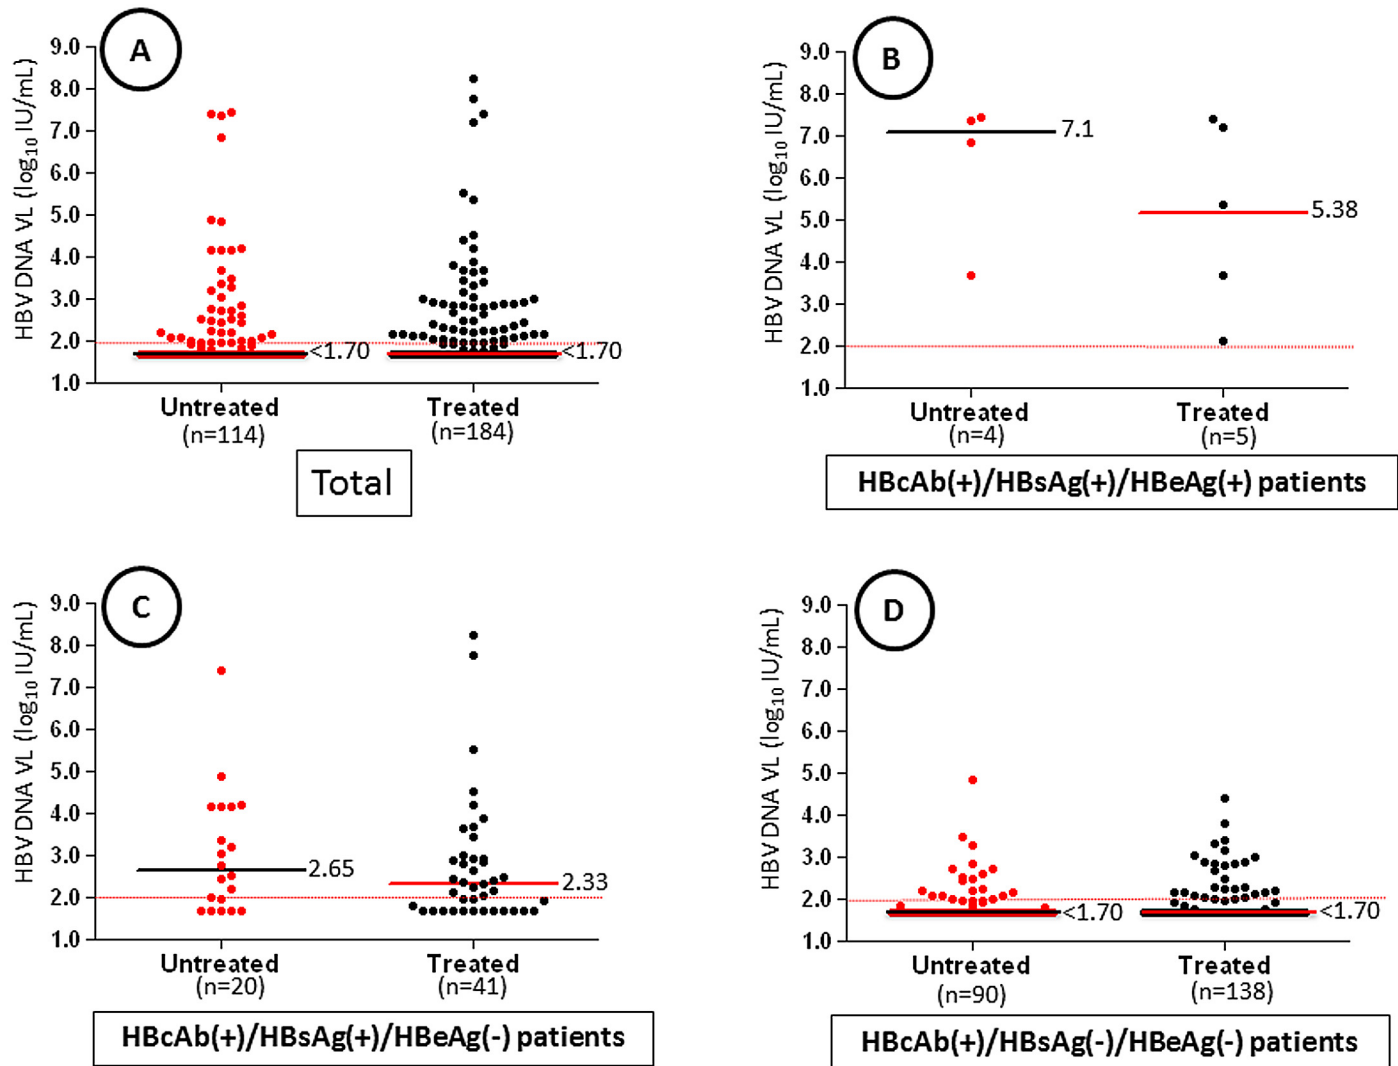 A
HBV DNA VL (log10 IU/mL)
9.0
8.0
7.0
6.0
5.0
4.0
3.0
2.0
1.0
<1.70
<1.70
Untreated
(n=114)
Treated
(n=184)
Total
B
HBV DNA VL (log10 IU/mL)
9.0
8.0
7.0
6.0
5.0
4.0
3.0
2.0
1.0
7.1
5.38
Untreated
(n=4)
Treated
(n=5)
HBcAb(+)/HBsAg(+)/HBeAg(+) patients
C
HBV DNA VL (log10 IU/mL)
9.0
8.0
7.0
6.0
5.0
4.0
3.0
2.0
1.0
2.65
2.33
Untreated
(n=20)
Treated
(n=41)
HBcAb(+)/HBsAg(+)/HBeAg(-) patients
D
HBV DNA VL (log10 IU/mL)
9.0
8.0
7.0
6.0
5.0
4.0
3.0
2.0
1.0
<1.70
<1.70
Untreated
(n=90)
Treated
(n=138)
HBcAb(+)/HBsAg(-)/HBeAg(-) patients